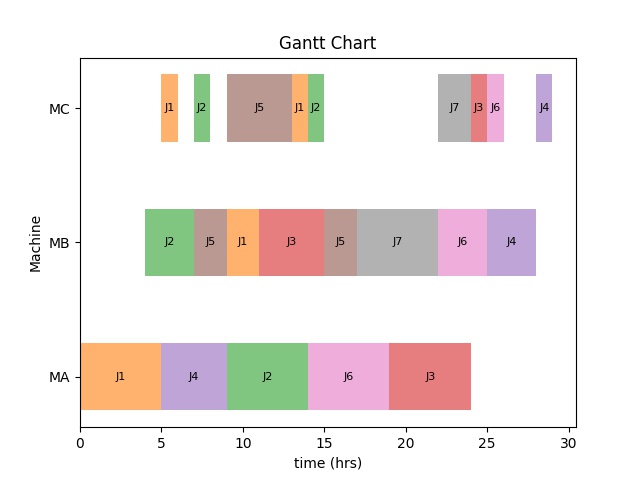 Gantt Chart
MC
J1 J2 J5 J1 J2 J7 J3 J6 J4
Machine
MB
J2 J5 J1 J3 J5 J7 J6 J4
MA
J1 J4 J2 J6 J3
0 5 10 15 20 25 30
time (hrs)